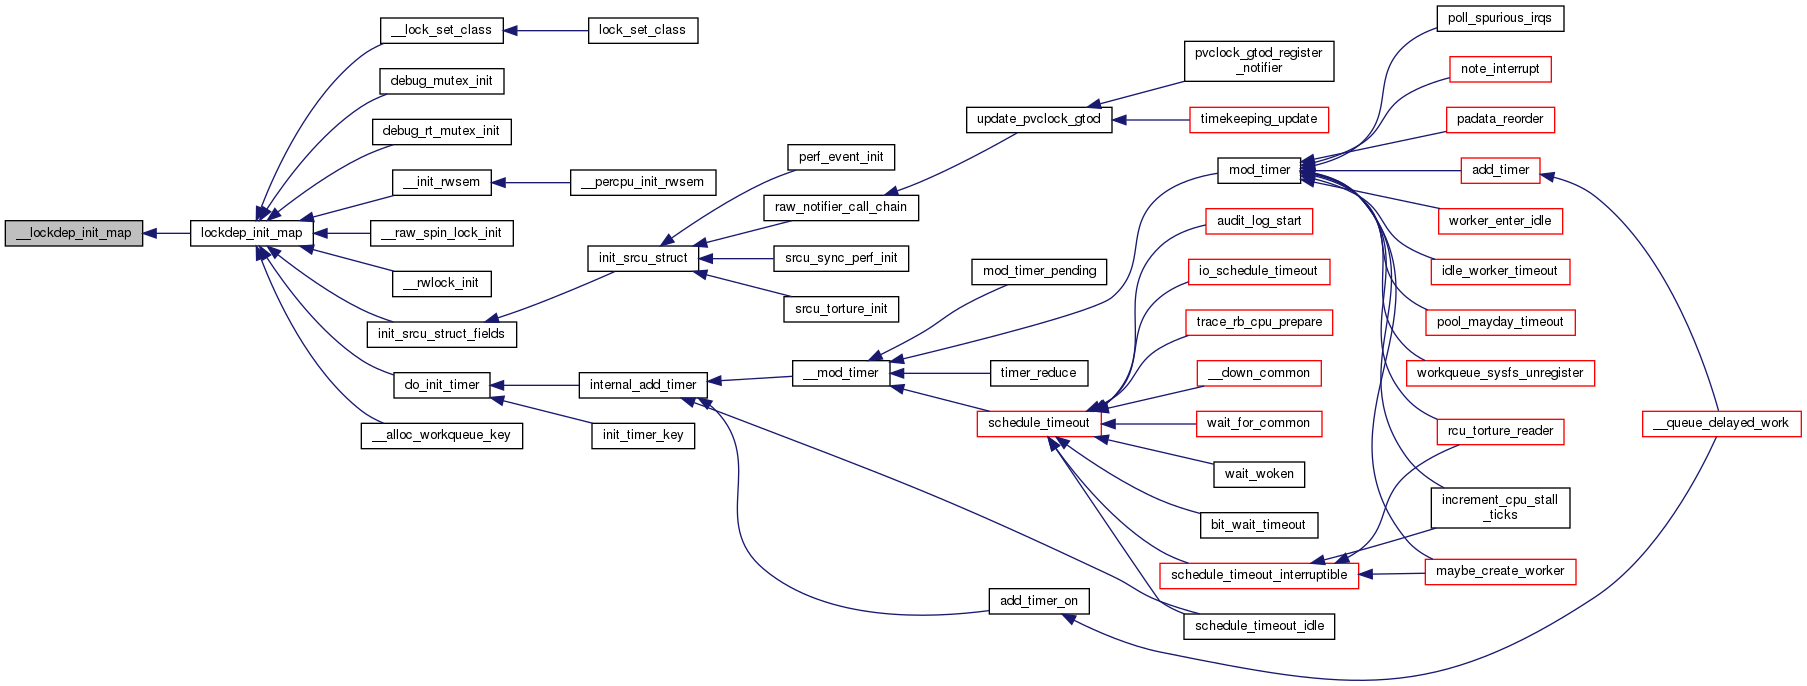 __lockdep_init_map
lockdep_init_map
__lock_set_class
lock_set_class
debug_mutex_init
debug_rt_mutex_init
__init_rwsem
__percpu_init_rwsem
__raw_spin_lock_init
__rwlock_init
init_srcu_struct_fields
do_init_timer
__alloc_workqueue_key
init_srcu_struct
internal_add_timer
init_timer_key
perf_event_init
raw_notifier_call_chain
srcu_sync_perf_init
srcu_torture_init
__mod_timer
update_pvclock_gtod
mod_timer_pending
timer_reduce
schedule_timeout
add_timer_on
pvclock_gtod_register
_notifier
timekeeping_update
mod_timer
audit_log_start
io_schedule_timeout
trace_rb_cpu_prepare
__down_common
wait_for_common
wait_woken
bit_wait_timeout
schedule_timeout_interruptible
schedule_timeout_idle
poll_spurious_irqs
note_interrupt
padata_reorder
add_timer
worker_enter_idle
idle_worker_timeout
pool_mayday_timeout
workqueue_sysfs_unregister
rcu_torture_reader
increment_cpu_stall
_ticks
maybe_create_worker
__queue_delayed_work